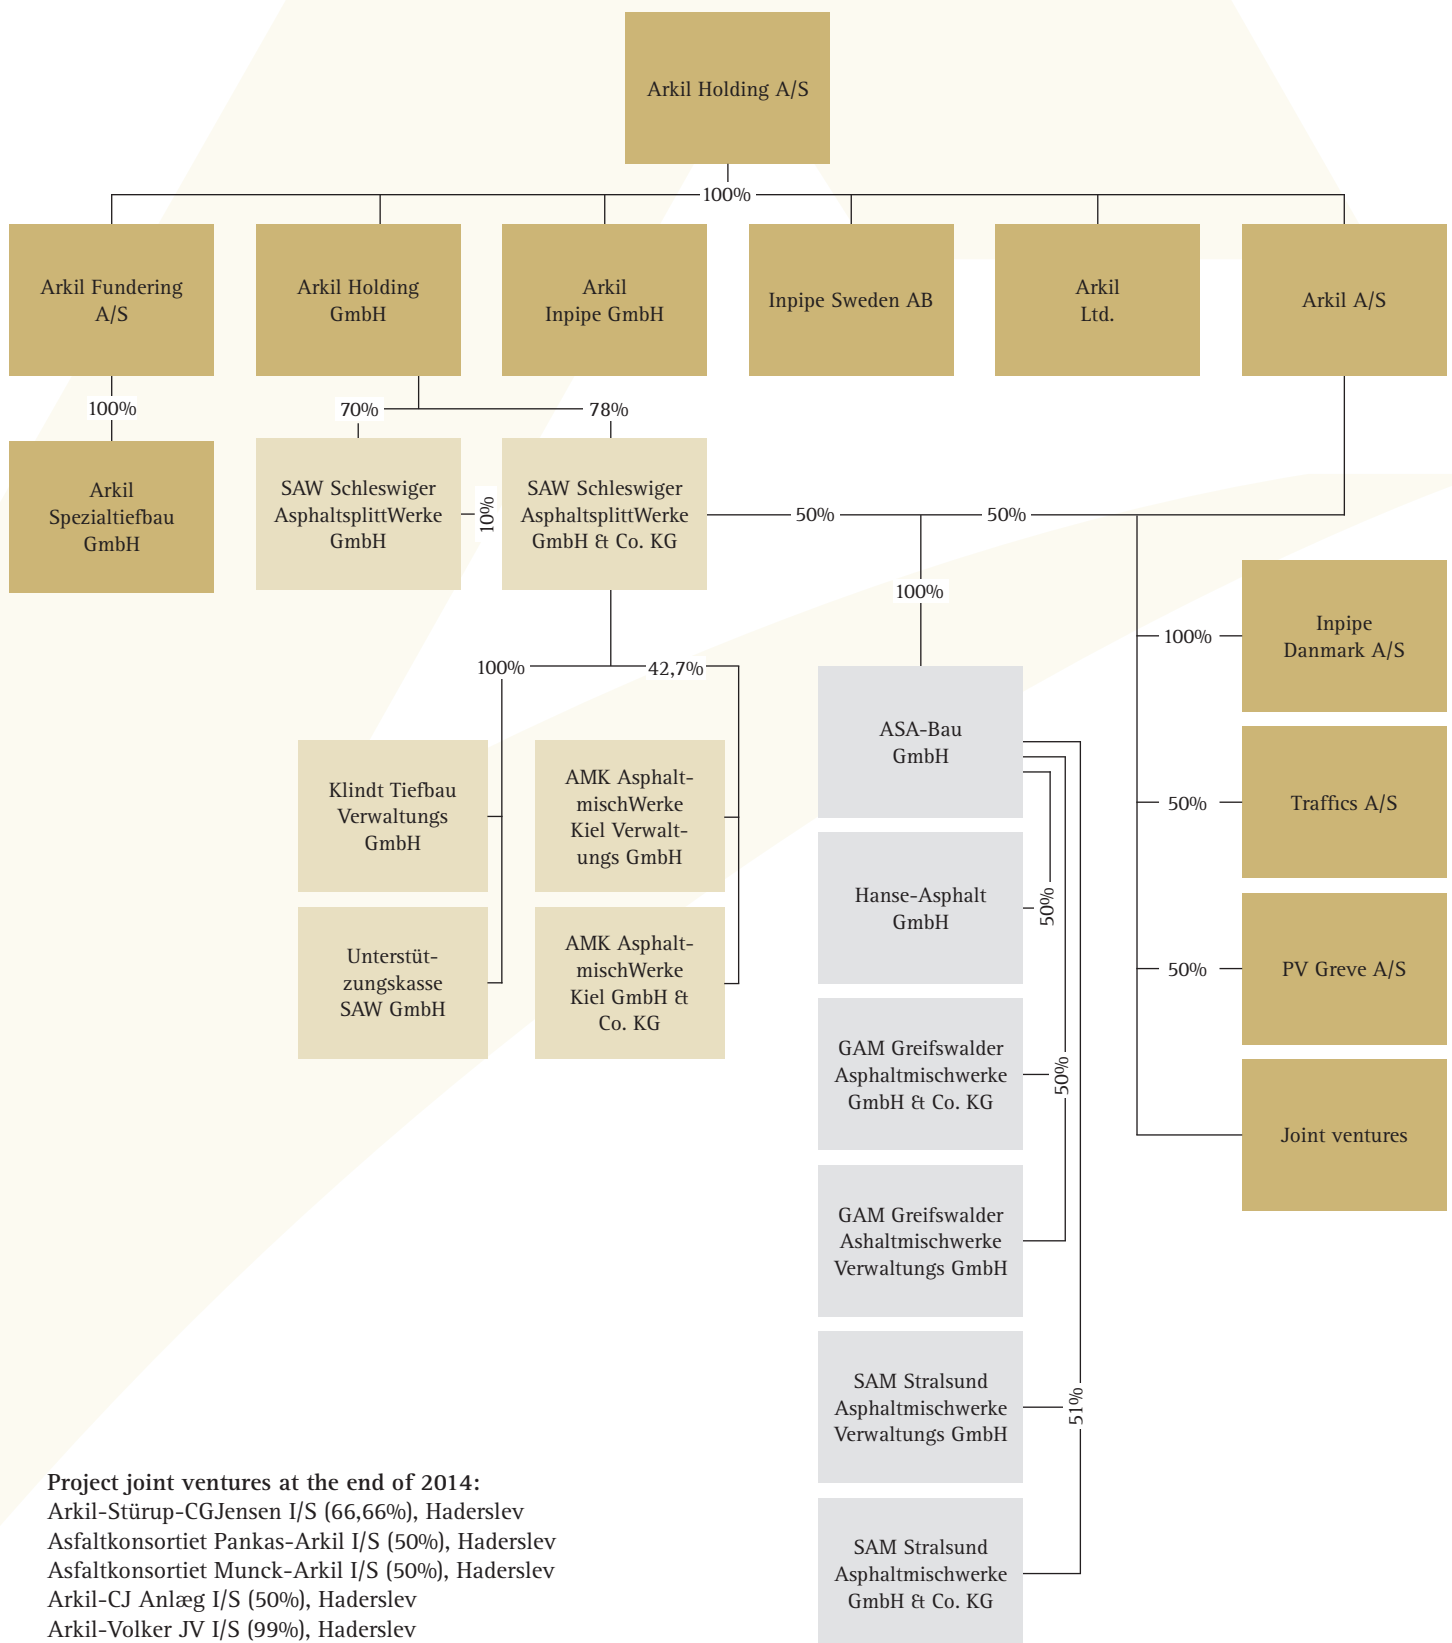 Arkil Holding A/S
100%
Arkil Fundering
A/S
Arkil Holding
GmbH
Arkil
Inpipe GmbH
Inpipe Sweden AB
Arkil
Ltd.
Arkil A/S
100%
70%
78%
Arkil
Spezialtiefbau
GmbH
SAW Schleswiger
AsphaltsplittWerke
GmbH
10%
SAW Schleswiger
AsphaltsplittWerke
GmbH & Co. KG
50%
50%
100%
100%
42,7%
Klindt Tiefbau
Verwaltungs
GmbH
AMK Asphalt-
mischWerke
Kiel Verwalt-
ungs GmbH
Unterstüt-
zungskasse
SAW GmbH
AMK Asphalt-
mischWerke
Kiel GmbH &
Co. KG
ASA-Bau
GmbH
Hanse-Asphalt
GmbH
50%
GAM Greifswalder
Asphaltmischwerke
GmbH & Co. KG
50%
GAM Greifswalder
Ashaltmischwerke
Verwaltungs GmbH
SAM Stralsund
Asphaltmischwerke
Verwaltungs GmbH
51%
SAM Stralsund
Asphaltmischwerke
GmbH & Co. KG
100%
Inpipe
Danmark A/S
50%
Traffics A/S
50%
PV Greve A/S
Joint ventures
Project joint ventures at the end of 2014:
Arkil-Stürup-CGJensen I/S (66,66%), Haderslev
Asfaltkonsortiet Pankas-Arkil I/S (50%), Haderslev
Asfaltkonsortiet Munck-Arkil I/S (50%), Haderslev
Arkil-CJ Anlæg I/S (50%), Haderslev
Arkil-Volker JV I/S (99%), Haderslev